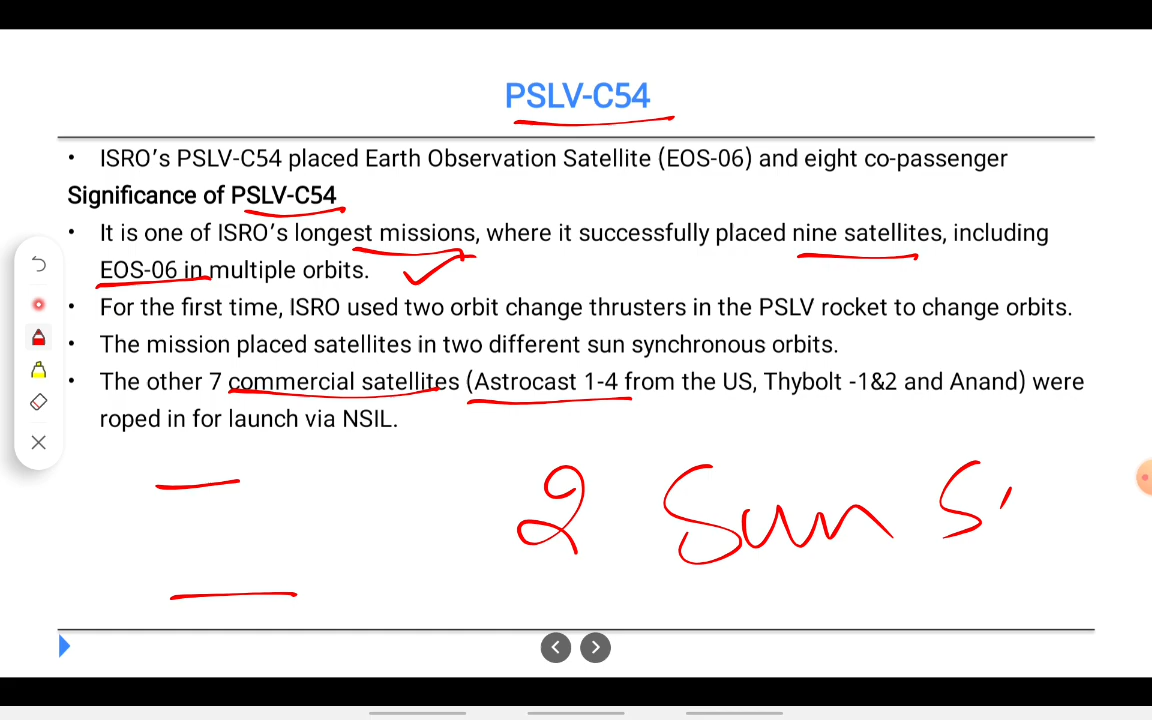 PSLV-C54
• ISRO’s PSLV-C54 placed Earth Observation Satellite (EOS-06) and eight co-passenger
Significance of PSLV-C54
• It is one of ISRO’s longest missions, where it successfully placed nine satellites, including
EOS-06 in multiple orbits.
• For the first time, ISRO used two orbit change thrusters in the PSLV rocket to change orbits.
• The mission placed satellites in two different sun synchronous orbits.
• The other 7 commercial satellites (Astrocast 1-4 from the US, Thybolt -1&2 and Anand) were
roped in for launch via NSIL.
2 Sun S